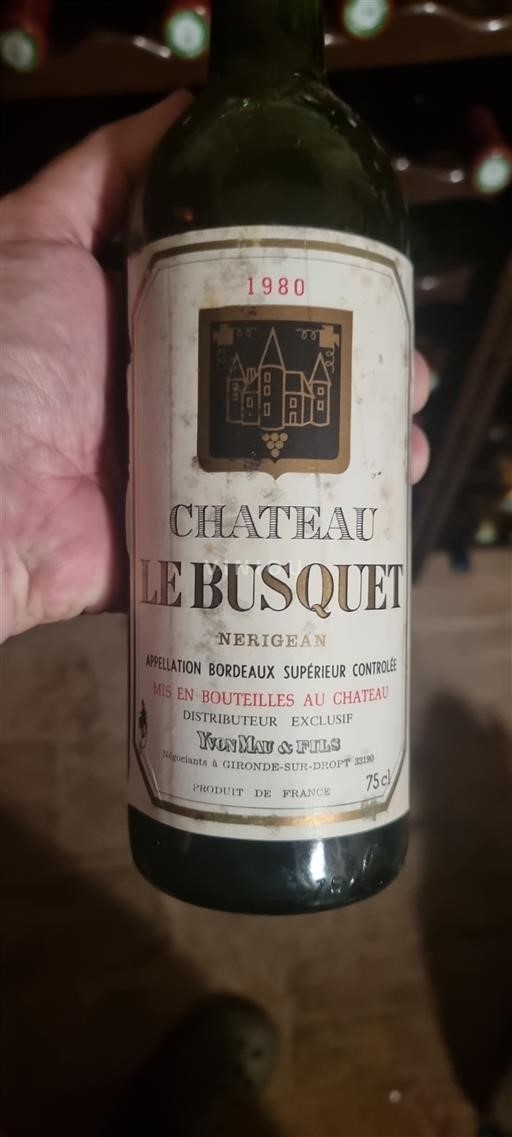 1980
CHATEAU
LE BUSQUET
NERIGEAN
APPELLATION BORDEAUX SUPÉRIEUR CONTROLÉE
MIS EN BOUTEILLES AU CHATEAU
DISTRIBUTEUR EXCLUSIF
YVON MAU & FILS
Négociants à GIRONDE-SUR-DROPT 33190
PRODUIT DE FRANCE
75 cl